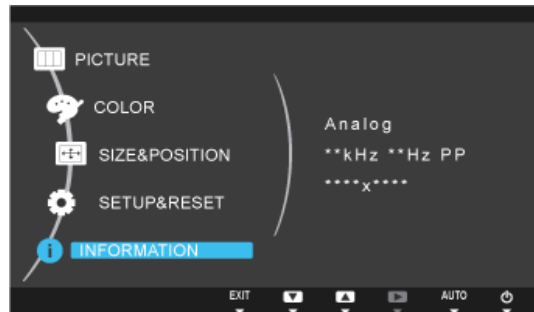 PICTURE
COLOR
SIZE&POSITION
SETUP&RESET
INFORMATION
Analog
**kHz **Hz PP
****x****
EXIT AUTO